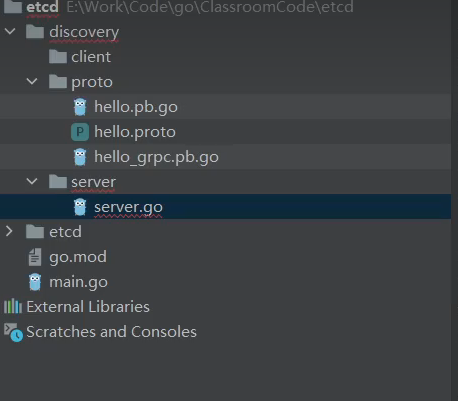 etcd E:\Work\Code\go\ClassroomCode\etcd
discovery
client
proto
hello.pb.go
P hello.proto
hello_grpc.pb.go
server
server.go
etcd
go.mod
main.go
External Libraries
Scratches and Consoles